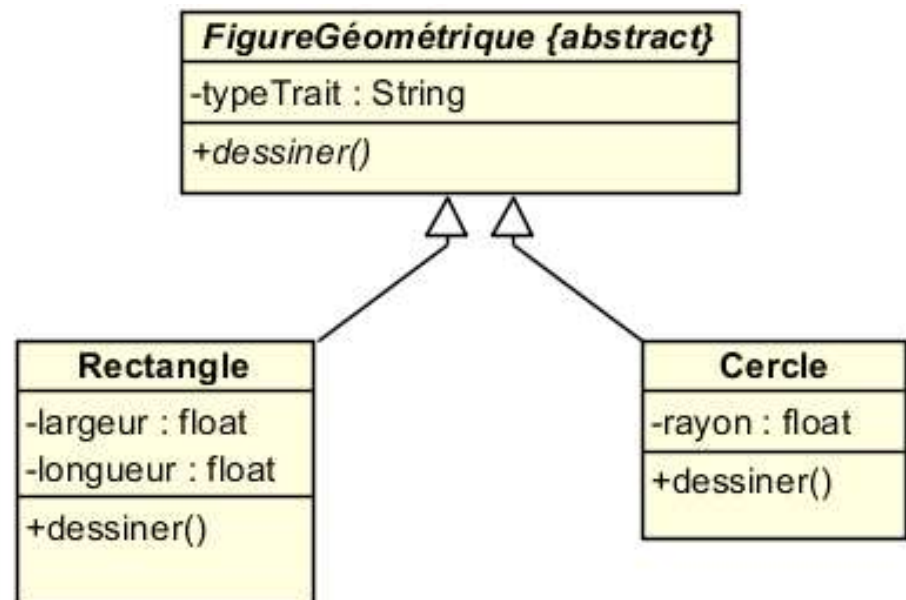 FigureGéométrique {abstract}
-typeTrait : String
+dessiner()
Rectangle
-largeur : float
-longueur : float
+dessiner()
Cercle
-rayon : float
+dessiner()